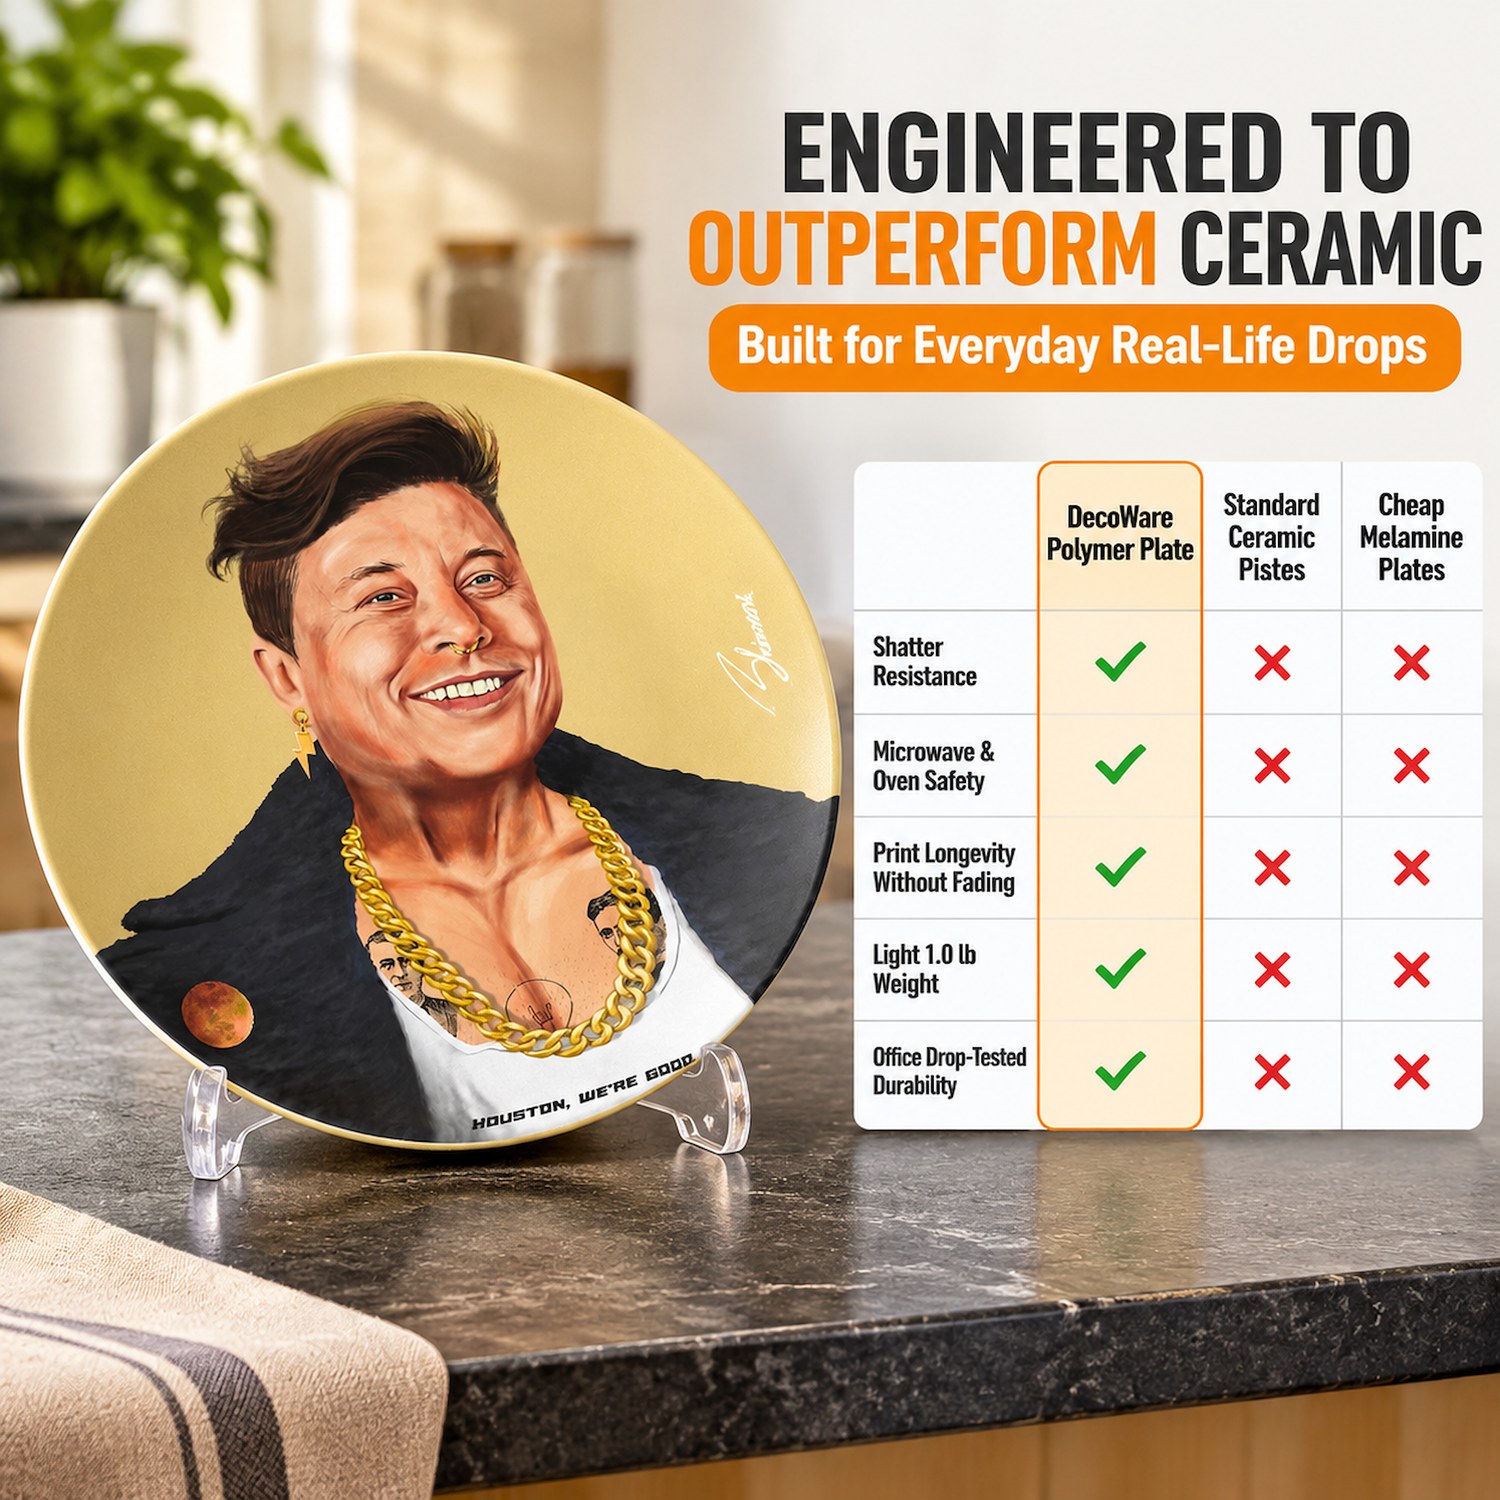 ENGINEERED TO
OUTPERFORM CERAMIC
Built for Everyday Real-Life Drops
DecoWare
Polymer Plate
Standard
Ceramic
Pistes
Cheap
Melamine
Plates
Shatter
Resistance
Microwave &
Oven Safety
Print Longevity
Without Fading
Light 1.0 lb
Weight
Office Drop-Tested
Durability
HOUSTON, WE'RE GOOD